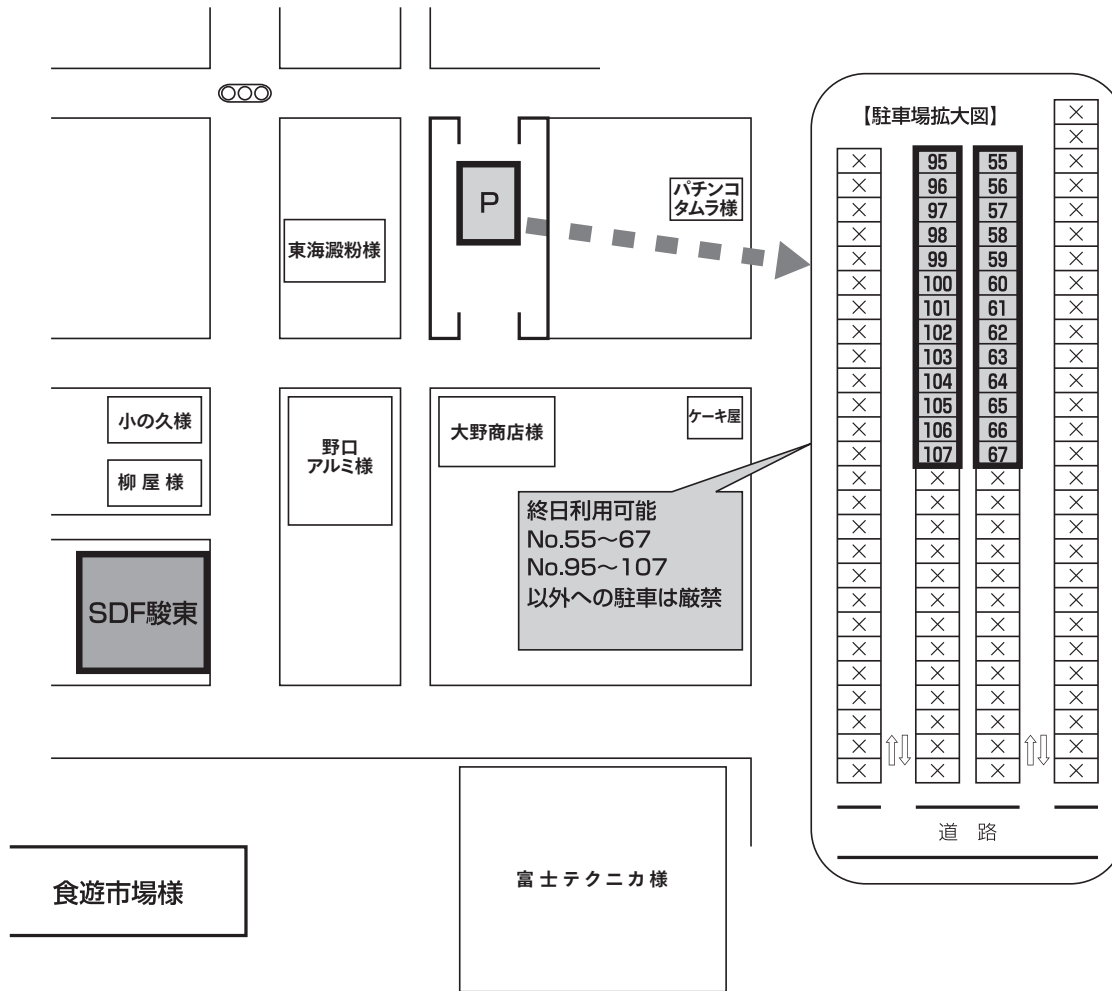 【駐車場拡大図】
P
パチンコ
タムラ様
東海澱粉様
小の久様
柳屋様
野口
アルミ様
大野商店様
ケーキ屋
終日利用可能
No.55～67
No.95～107
以外への駐車は厳禁
SDF駿東
食遊市場様
富士テクニカ様
95 55
96 56
97 57
98 58
99 59
100 60
101 61
102 62
103 63
104 64
105 65
106 66
107 67
道路